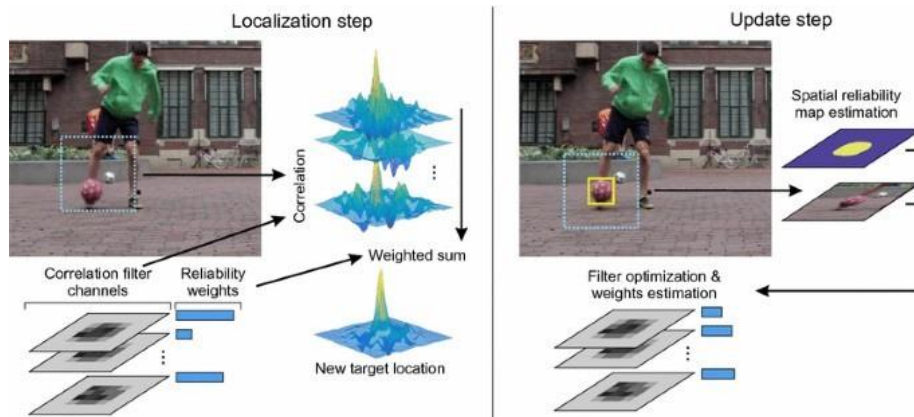 Localization step
Correlation
Weighted sum
Correlation filter
channels
Reliability
weights
New target location
Update step
Spatial reliability
map estimation
Filter optimization &
weights estimation